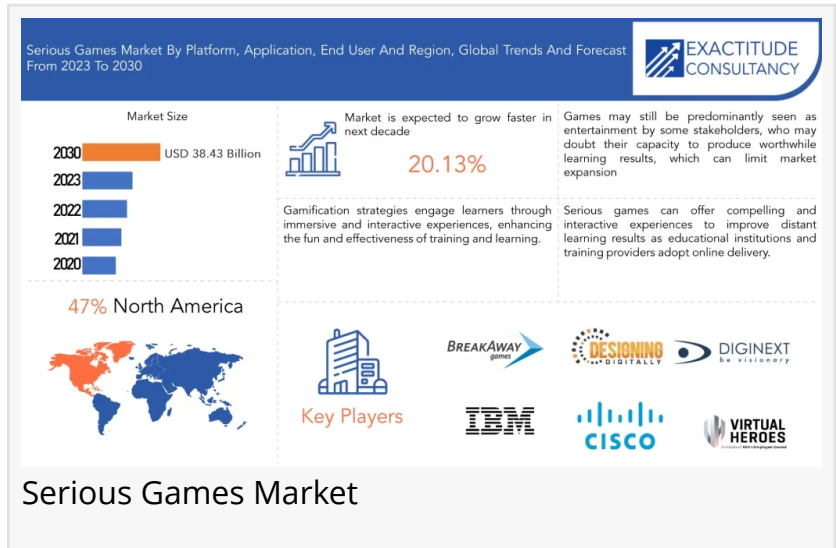 Serious Games Market By Platform, Application, End User And Region, Global Trends And Forecast
From 2023 To 2030
EXACTITUDE
CONSULTANCY
Market Size
2030
USD 38.43 Billion
2023
2022
2021
2020
Market is expected to grow faster in
next decade
20.13%
Games may still be predominantly seen as
entertainment by some stakeholders, who may
doubt their capacity to produce worthwhile
learning results, which can limit market
expansion
Gamification strategies engage learners through
immersive and interactive experiences, enhancing
the fun and effectiveness of training and learning.
Serious games can offer compelling and
interactive experiences to improve distant
learning results as educational institutions and
training providers adopt online delivery.
47% North America
Key Players
BREAKAWAY
games
DESIGNING
DIGITALLY
DIGINEXT
be visionary
IBM
CISCO
VIRTUAL
HEROES
Serious Games Market